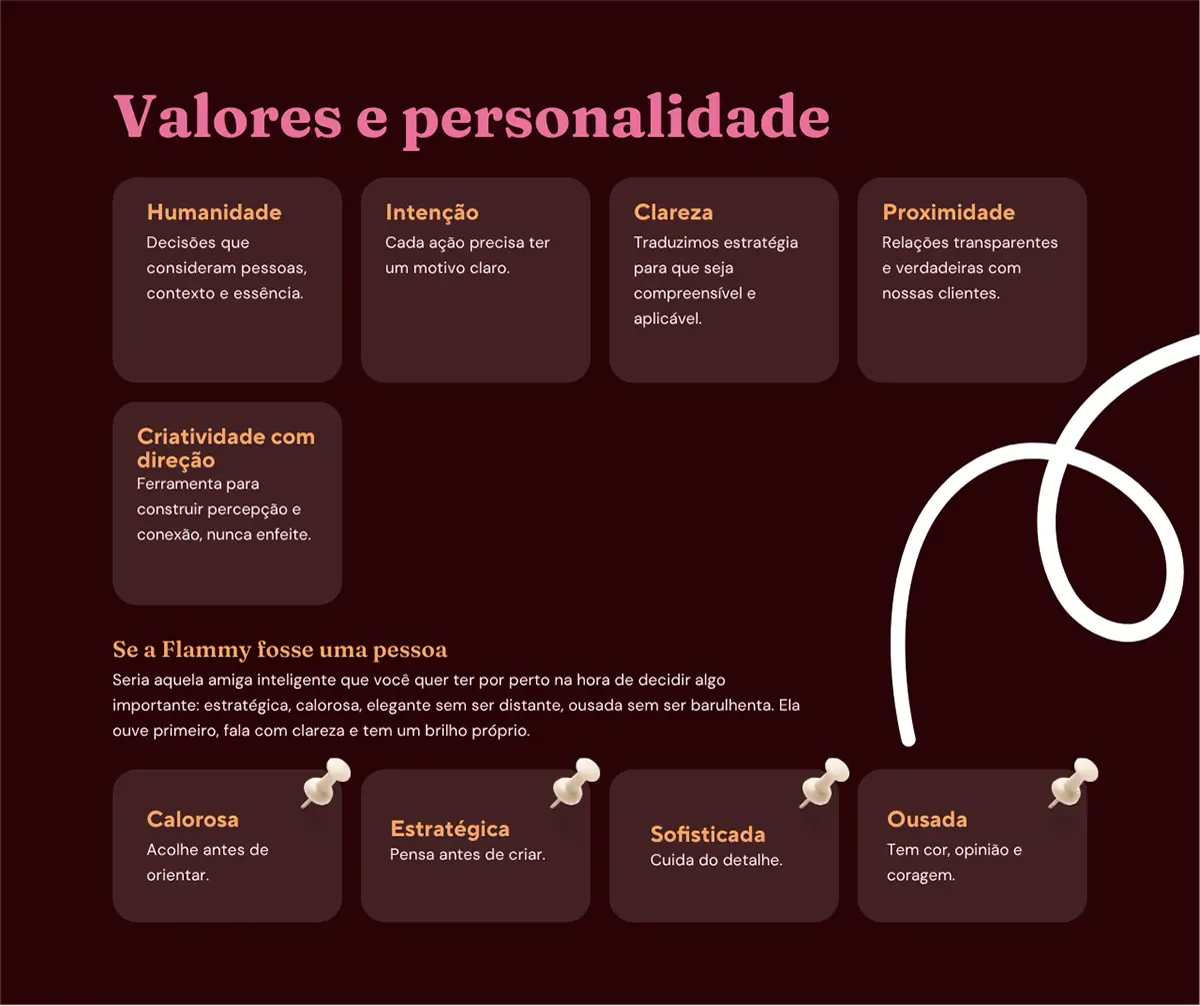 Valores e personalidade
Humanidade
Decisões que
consideram pessoas,
contexto e essência.
Intenção
Cada ação precisa ter
um motivo claro.
Clareza
Traduzimos estratégia
para que seja
compreensível e
aplicável.
Proximidade
Relações transparentes
e verdadeiras com
nossas clientes.
Criatividade com
direção
Ferramenta para
construir percepção e
conexão, nunca enfeite.
Se a Flammy fosse uma pessoa
Seria aquela amiga inteligente que você quer ter por perto na hora de decidir algo
importante: estratégica, calorosa, elegante sem ser distante, ousada sem ser barulhenta. Ela
ouve primeiro, fala com clareza e tem um brilho próprio.
Calorosa
Acolhe antes de
orientar.
Estratégica
Pensa antes de criar.
Sofisticada
Cuida do detalhe.
Ousada
Tem cor, opinião e
coragem.